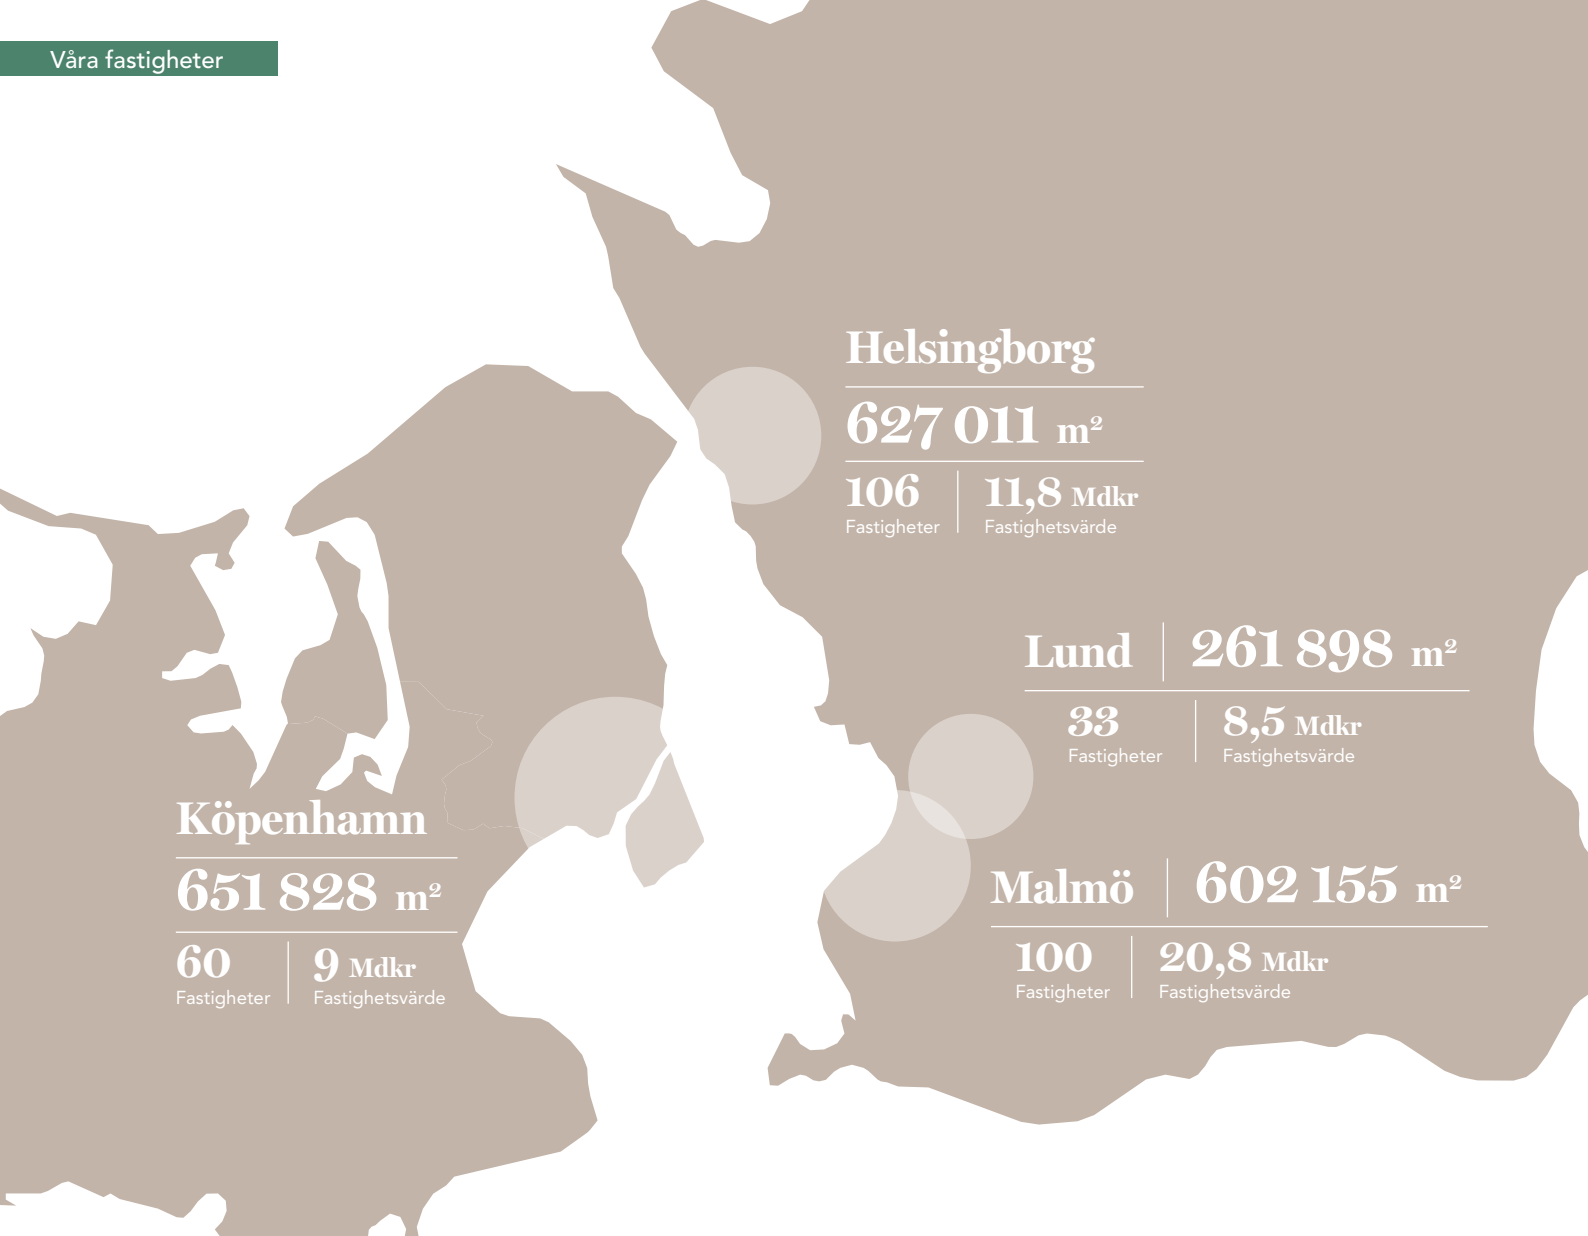 Våra fastigheter
Helsingborg
627 011 m²
106 11,8 Mdkr
Fastigheter Fastighetsvärde
Lund 261 898 m²
33 8,5 Mdkr
Fastigheter Fastighetsvärde
Köpenhamn
651 828 m²
60 9 Mdkr
Fastigheter Fastighetsvärde
Malmö 602 155 m²
100 20,8 Mdkr
Fastigheter Fastighetsvärde